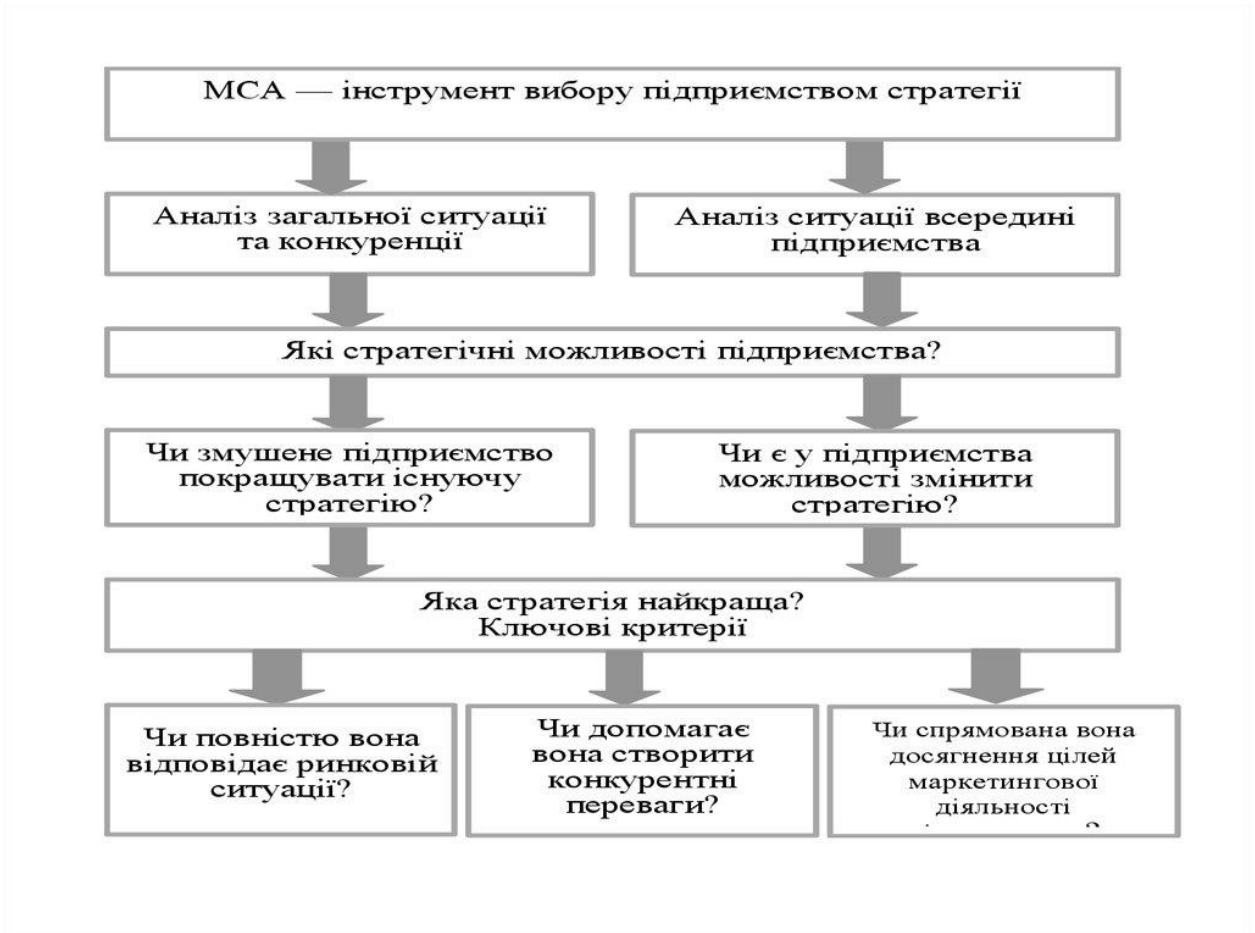 МСА — інструмент вибору підприємством стратегії
Аналіз загальної ситуації
та конкуренції
Аналіз ситуації всередині
підприємства
Які стратегічні можливості підприємства?
Чи змушене підприємство
покращувати існуючу
стратегію?
Чи є у підприємства
можливості змінити
стратегію?
Яка стратегія найкраща?
Ключові критерії
Чи повністю вона
відповідає ринковій
ситуації?
Чи допомагає
вона створити
конкурентні
переваги?
Чи спрямована вона
досягнення цілей
маркетингової
діяльності